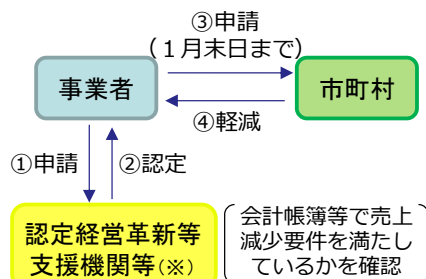 ③申請
(１月末日まで)
事業者
市町村
④軽減
①申請
②認定
認定経営革新等
支援機関等(※)
会計帳簿等で売上
減少要件を満たし
ているかを確認